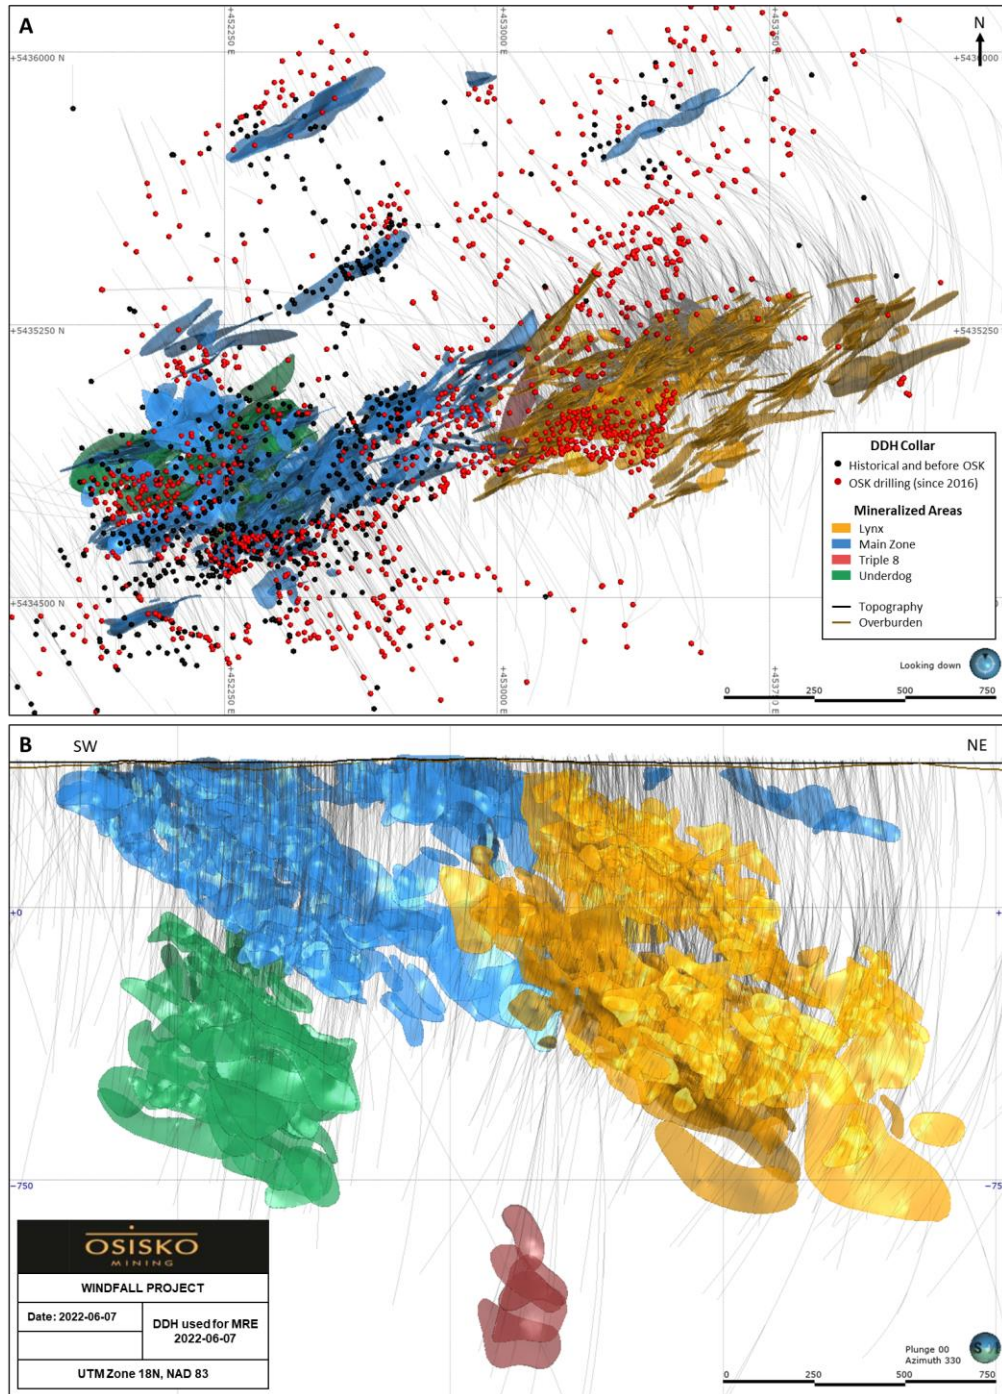 A
+452250 E
+453000 E
+453750 E
N
+5436000 N
+5436000
+5435250 N
+5435250
DDH Collar
Historical and before OSK
OSK drilling (since 2016)
Mineralized Areas
Lynx
Main Zone
Triple 8
Underdog
Topography
Overburden
+5434500 N
Looking down
+452250 E
+453000 E
0 250 500 750
B
SW
NE
+0
-750
OSISKO
MINING
WINDFALL PROJECT
Date: 2022-06-07
DDH used for MRE
2022-06-07
UTM Zone 18N, NAD 83
Plunge 00
Azimuth 330
0 250 500 750